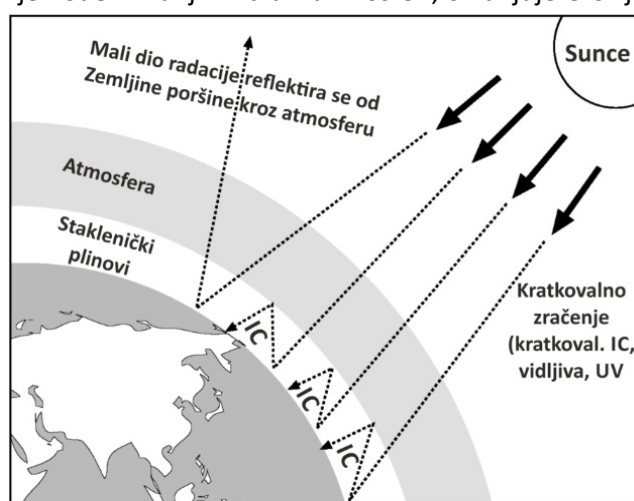 Mali dio radacije reflektira se od
Zemljine poršine kroz atmosferu
Sunce
Atmosfera
Staklenički
plinovi
Kratkovalno
zračenje
(kratkoval. IC,
vidljiva, UV
IC
IC
IC